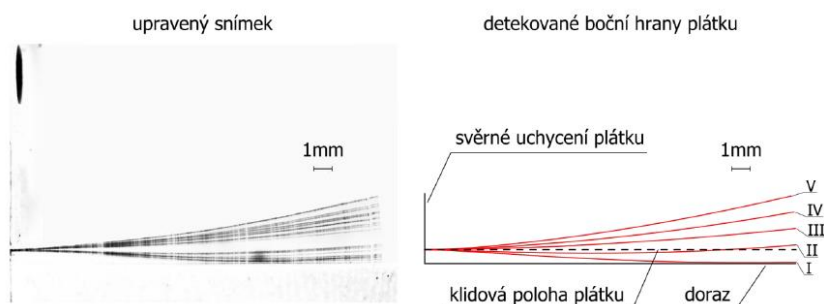 upravený snímek
detekované boční hrany plátku
1mm
svěrné uchycení plátku
1mm
V
IV
III
II
I
klidová poloha plátku
doraz